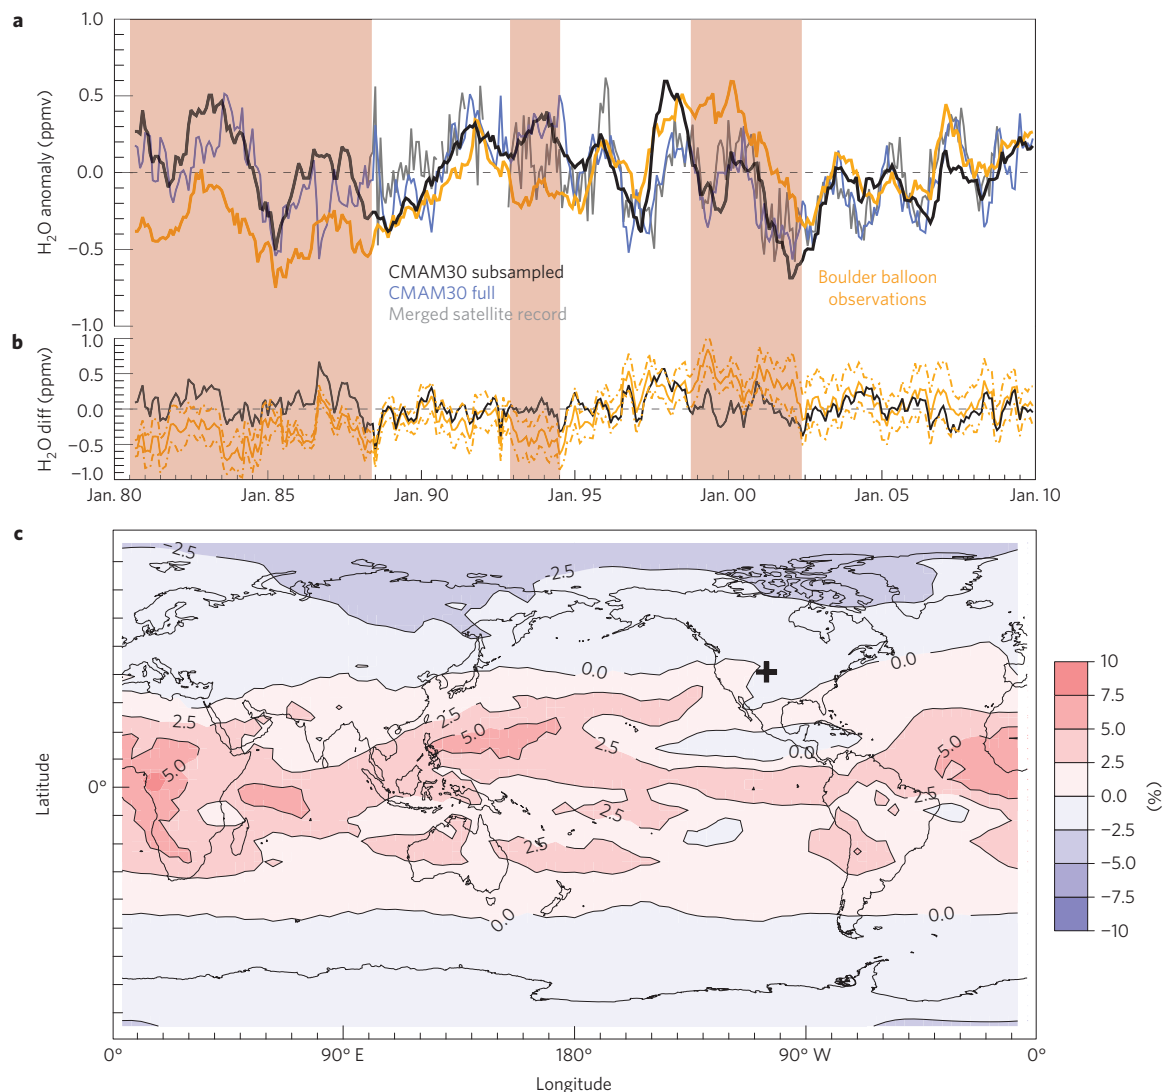 a
1.0
0.5
0.0
−0.5
−1.0
H2O anomaly (ppmv)
CMAM30 subsampled
CMAM30 full
Merged satellite record
Boulder balloon
observations
b
1.0
0.5
0.0
−0.5
−1.0
H2O diff (ppmv)
Jan. 80
Jan. 85
Jan. 90
Jan. 95
Jan. 00
Jan. 05
Jan. 10
c
−2.5
−2.5
0.0
0.0
2.5
2.5
5.0
2.5
0.0
5.0
5.0
2.5
2.5
2.5
0.0
0.0
0°
Latitude
0°
90° E
180°
90° W
0°
Longitude
10
7.5
5.0
2.5
0.0
−2.5
−5.0
−7.5
−10
(%)